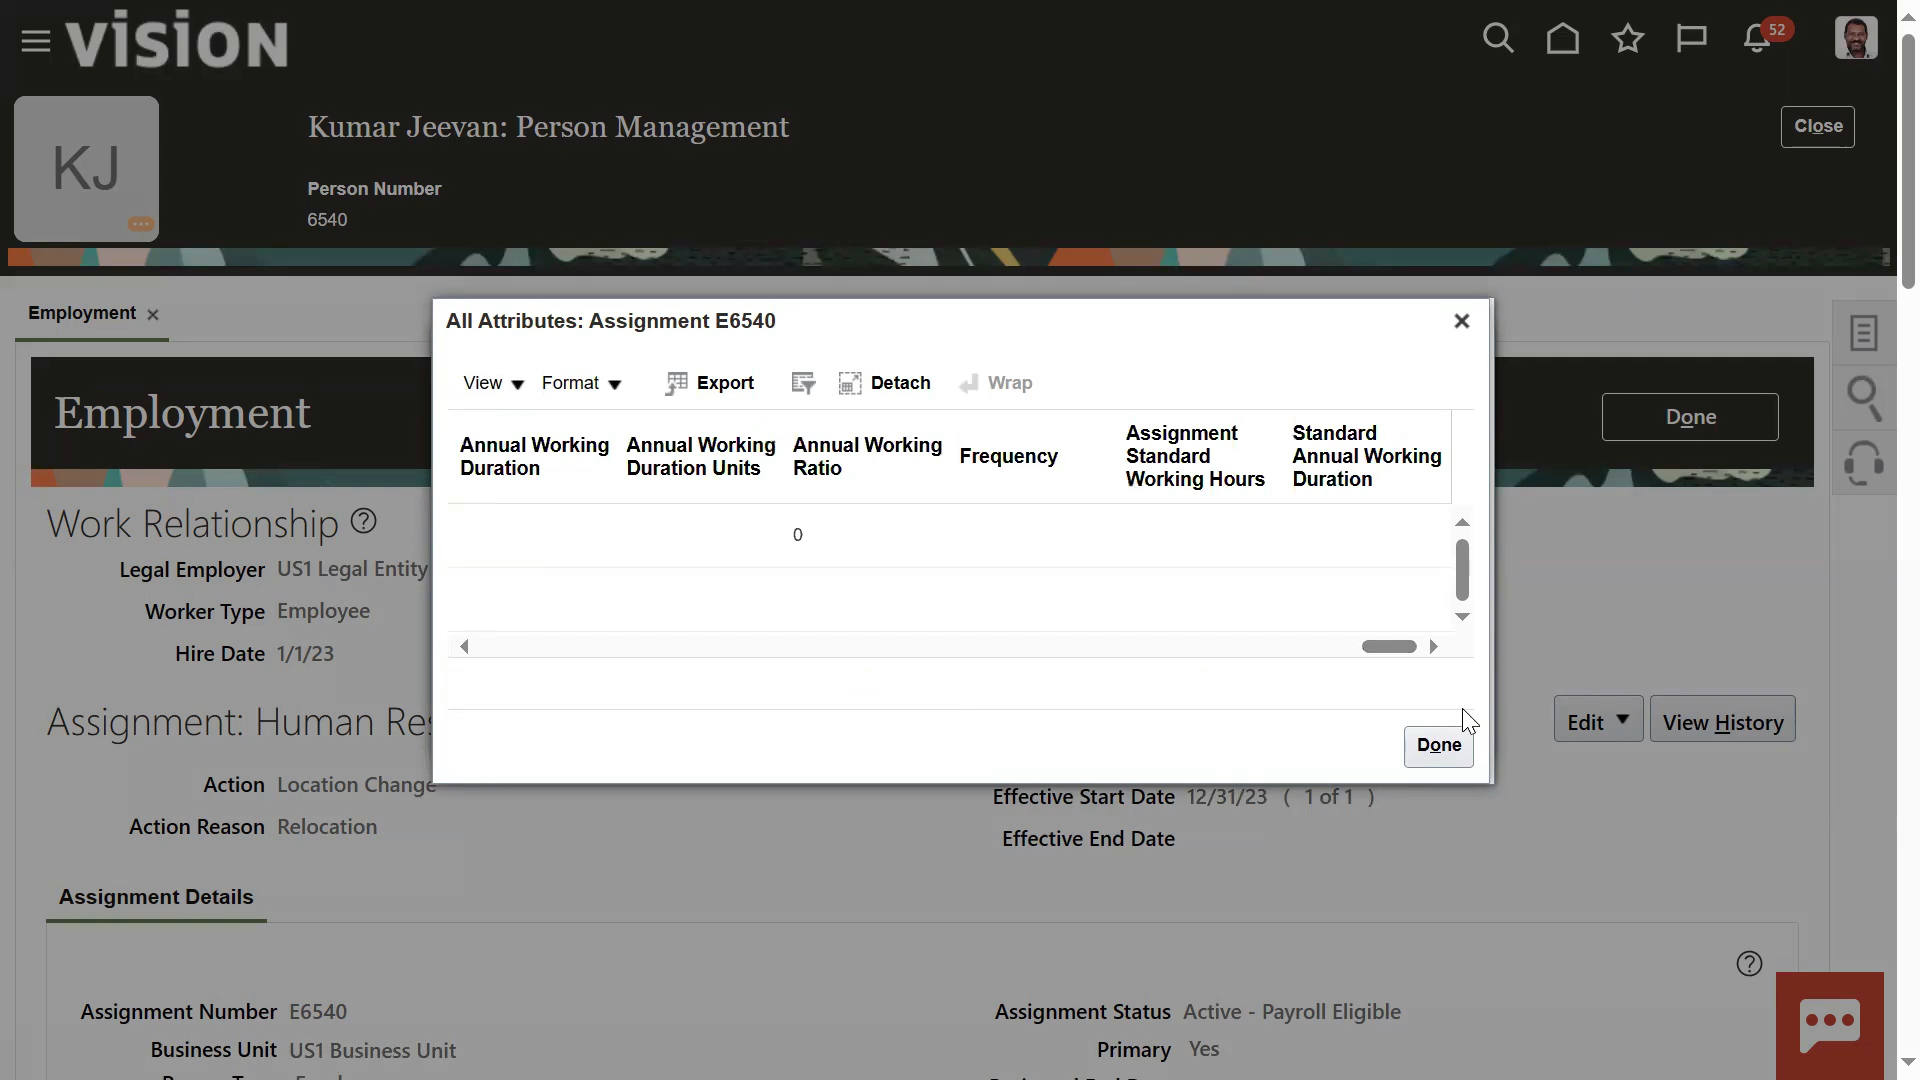 vision
52
KJ
Kumar Jeevan: Person Management
Close
Person Number
6540
Employment
All Attributes: Assignment E6540
View
Format
Export
Detach
Wrap
Employment
Done
Annual Working Duration
Annual Working Duration Units
Annual Working Ratio
Frequency
Assignment Standard Working Hours
Standard Annual Working Duration
0
Work Relationship
Legal Employer US1 Legal Entity
Worker Type Employee
Hire Date 1/1/23
Assignment: Human Re
Edit
View History
Done
Action Location Change
Effective Start Date 12/31/23 ( 1 of 1 )
Action Reason Relocation
Effective End Date
Assignment Details
Assignment Number E6540
Assignment Status Active - Payroll Eligible
Business Unit US1 Business Unit
Primary Yes